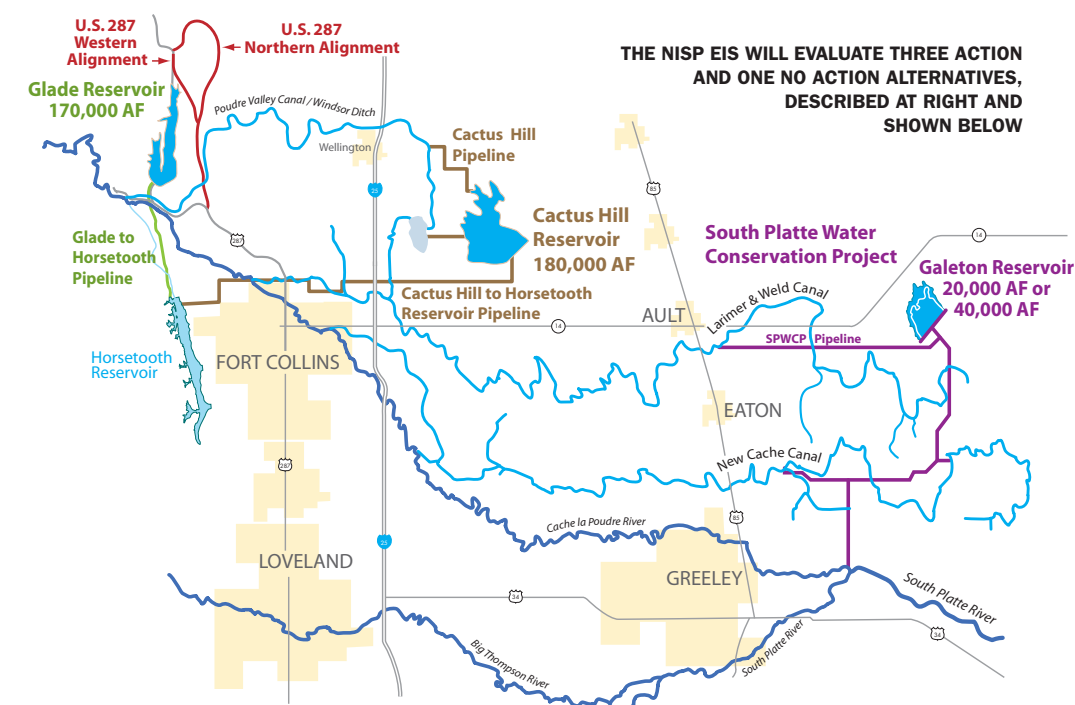 U.S. 287
Western
Alignment
U.S. 287
Northern Alignment
THE NISP EIS WILL EVALUATE THREE ACTION
AND ONE NO ACTION ALTERNATIVES,
DESCRIBED AT RIGHT AND
SHOWN BELOW
Glade Reservoir
170,000 AF
Poudre Valley Canal / Windsor Ditch
Wellington
Cactus Hill
Pipeline
25
85
Cactus Hill
Reservoir
180,000 AF
South Platte Water
Conservation Project
287
14
Glade to
Horsetooth
Pipeline
Galeton Reservoir
20,000 AF or
40,000 AF
Cactus Hill to Horsetooth
Reservoir Pipeline
AULT
Larimer & Weld Canal
14
SPWCP Pipeline
Horsetooth
Reservoir
FORT COLLINS
EATON
287
New Cache Canal
85
Cache la Poudre River
25
LOVELAND
GREELEY
34
South Platte River
34
Big Thompson River
South Platte River